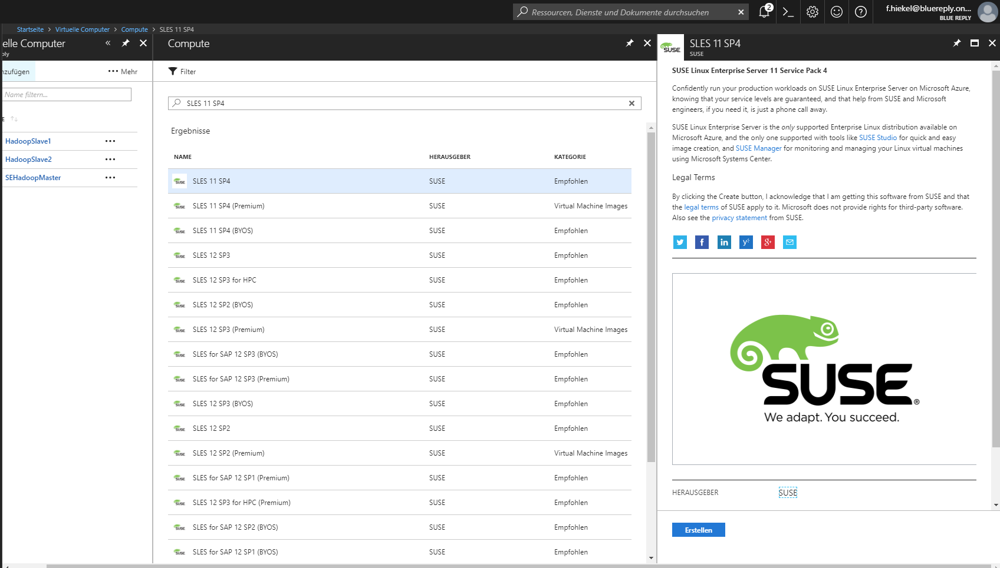 Ressourcen, Dienste und Dokumente durchsuchen
2
f.hiekel@bluereply.on...
BLUE REPLY
Startseite > Virtuelle Computer > Compute > SLES 11 SP4
elle Computer
ply
nzufügen
Mehr
Name filtern...
E
HadoopSlave1
HadoopSlave2
SEHadoopMaster
Compute
Filter
SLES 11 SP4
Ergebnisse
NAME HERAUSGEBER KATEGORIE
SLES 11 SP4 SUSE Empfohlen
SLES 11 SP4 (Premium) SUSE Virtual Machine Images
SLES 11 SP4 (BYOS) SUSE Empfohlen
SLES 12 SP3 SUSE Empfohlen
SLES 12 SP3 for HPC SUSE Empfohlen
SLES 12 SP2 (BYOS) SUSE Empfohlen
SLES 12 SP3 (Premium) SUSE Virtual Machine Images
SLES for SAP 12 SP3 (BYOS) SUSE Empfohlen
SLES for SAP 12 SP3 (Premium) SUSE Empfohlen
SLES 12 SP3 (BYOS) SUSE Empfohlen
SLES 12 SP2 SUSE Empfohlen
SLES 12 SP2 (Premium) SUSE Virtual Machine Images
SLES for SAP 12 SP1 (Premium) SUSE Empfohlen
SLES 12 SP3 for HPC (Premium) SUSE Empfohlen
SLES for SAP 12 SP2 (BYOS) SUSE Empfohlen
SLES for SAP 12 SP1 (BYOS) SUSE Empfohlen
SUSE
SLES 11 SP4
SUSE
SUSE Linux Enterprise Server 11 Service Pack 4
Confidently run your production workloads on SUSE Linux Enterprise Server on Microsoft Azure,
knowing that your service levels are guaranteed, and that help from SUSE and Microsoft
engineers, if you need it, is just a phone call away.
SUSE Linux Enterprise Server is the only supported Enterprise Linux distribution available on
Microsoft Azure, and the only one supported with tools like SUSE Studio for quick and easy
image creation, and SUSE Manager for monitoring and managing your Linux virtual machines
using Microsoft Systems Center.
Legal Terms
By clicking the Create button, I acknowledge that I am getting this software from SUSE and that
the legal terms of SUSE apply to it. Microsoft does not provide rights for third-party software.
Also see the privacy statement from SUSE.
SUSE®
We adapt. You succeed.
HERAUSGEBER SUSE
Erstellen